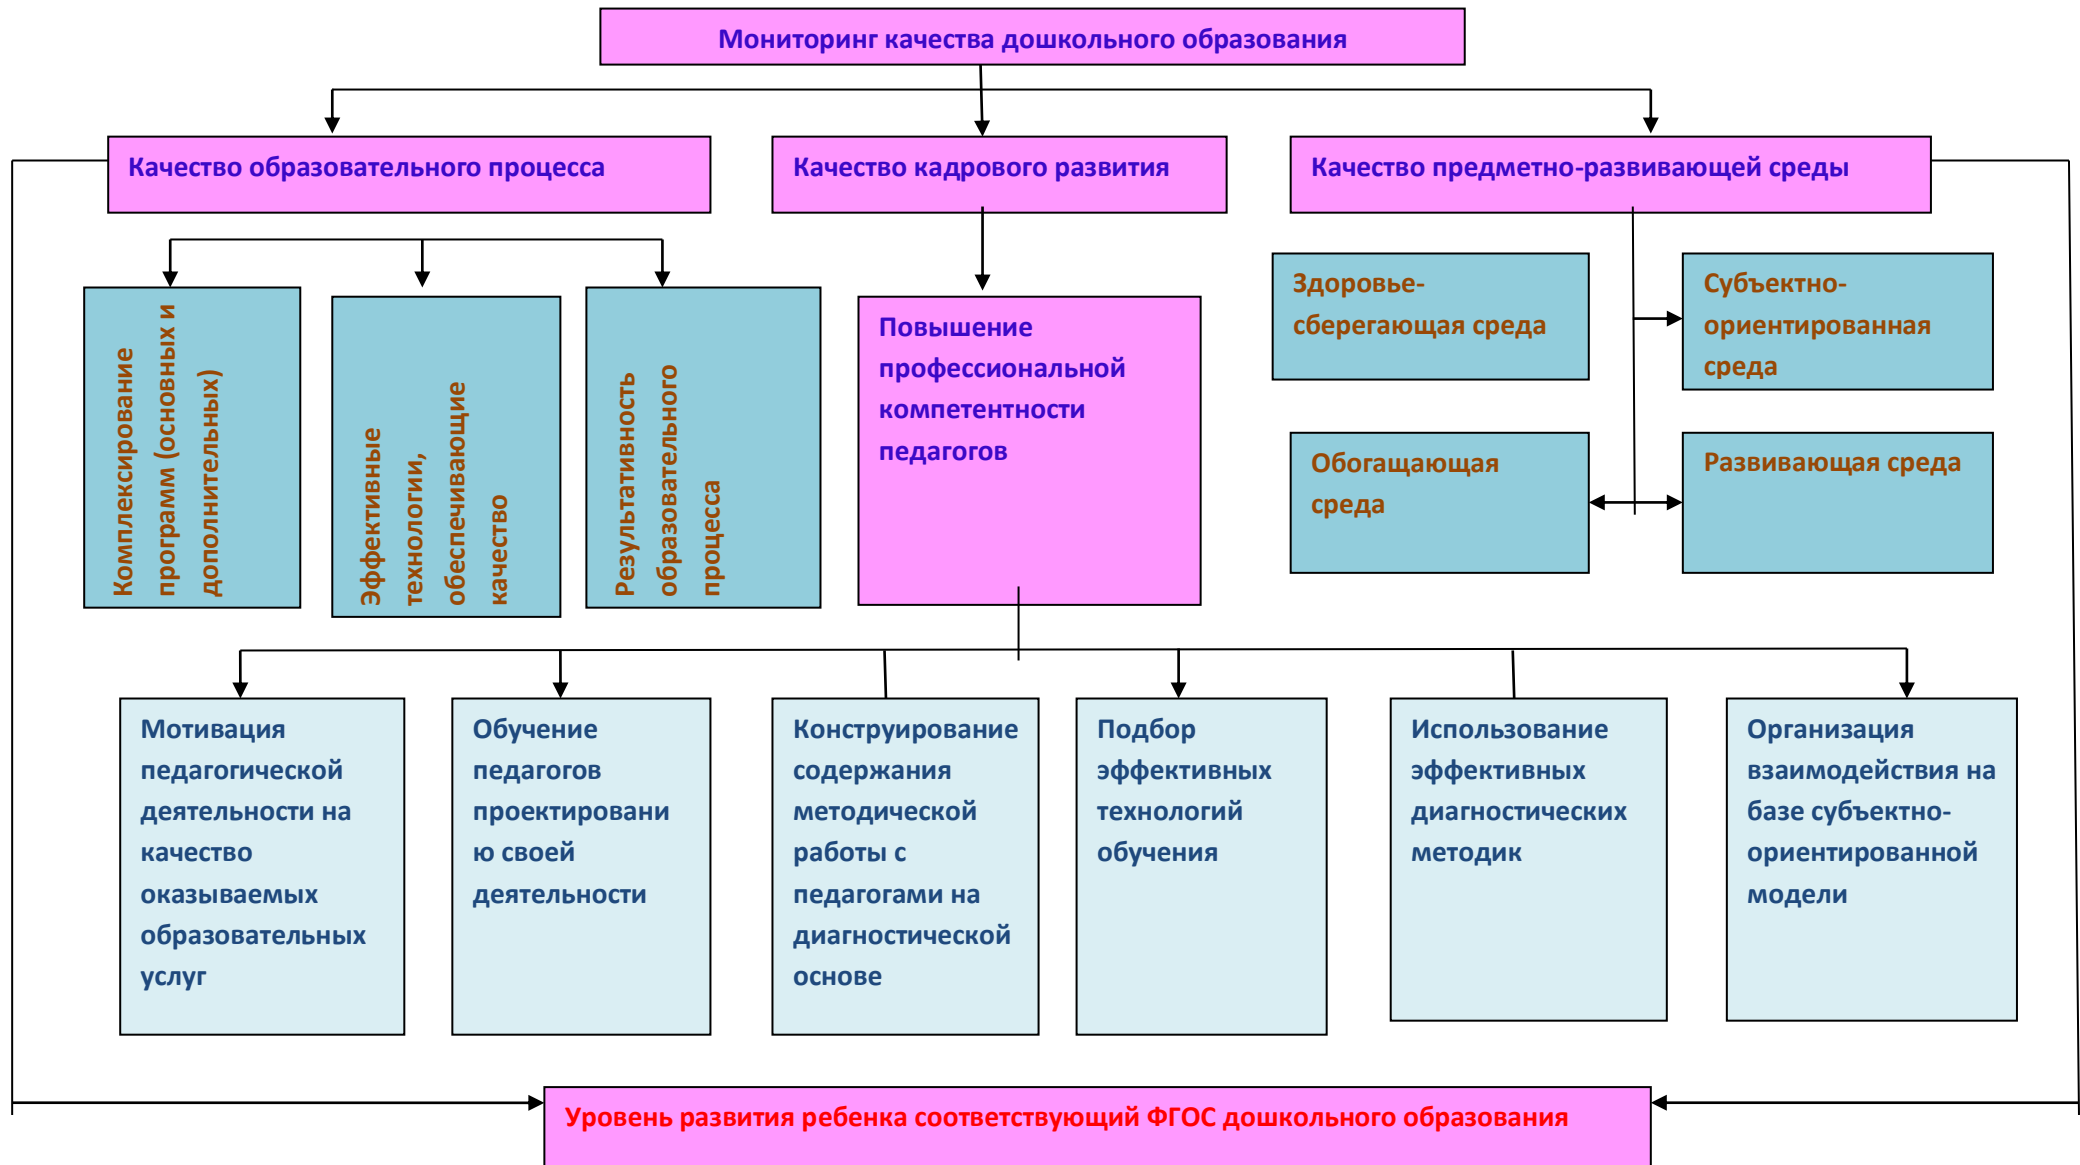 Мониторинг качества дошкольного образования
Качество образовательного процесса
Качество кадрового развития
Качество предметно-развивающей среды
Комплексирование
программ (основных и
дополнительных)
Эффективные
технологии,
обеспечивающие
качество
Результативность
образовательного
процесса
Повышение
профессиональной
компетентности
педагогов
Здоровье-
сберегающая среда
Субъектно-
ориентированная
среда
Обогащающая
среда
Развивающая среда
Мотивация
педагогической
деятельности на
качество
оказываемых
образовательных
услуг
Обучение
педагогов
проектировани
ю своей
деятельности
Конструирование
содержания
методической
работы с
педагогами на
диагностической
основе
Подбор
эффективных
технологий
обучения
Использование
эффективных
диагностических
методик
Организация
взаимодействия на
базе субъектно-
ориентированной
модели
Уровень развития ребенка соответствующий ФГОС дошкольного образования